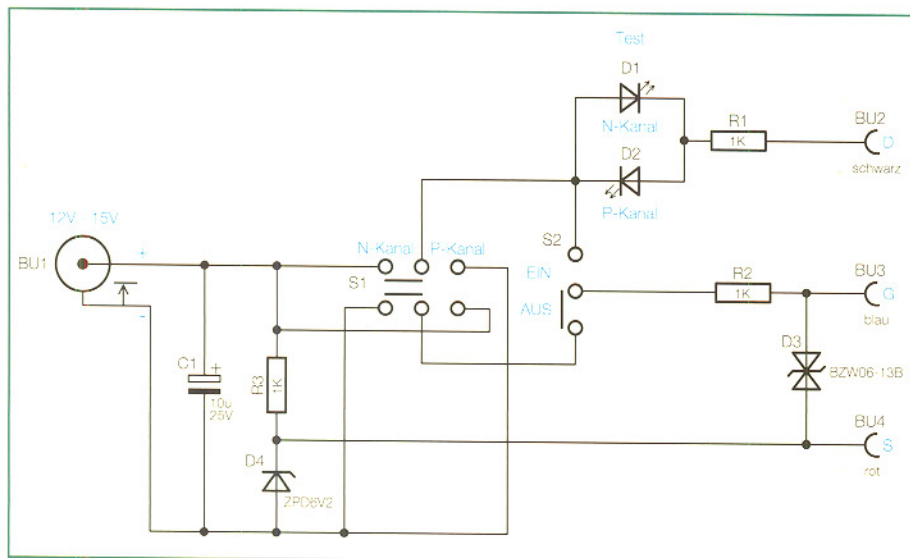 Test
D1
N-Kanal
D2
P-Kanal
R1
1K
BU2
D
schwarz
12V - 15V
BU1
+
-
N-Kanal P-Kanal
S1
S2
EIN
AUS
R2
1K
BU3
G
blau
D3
BZW06-13B
C1
+
10u
25V
R3
1K
D4
ZPD6V2
BU4
S
rot